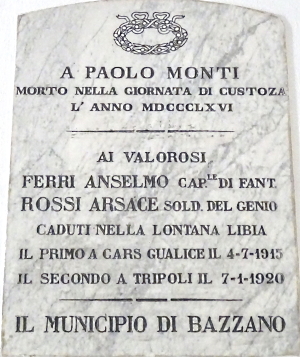 A PAOLO MONTI
MORTO NELLA GIORNATA DI CUSTOZA
L'ANNO MDCCCLXVI
AI VALOROSI
FERRI ANSELMO CAP.LE DI FANT.
ROSSI ARSACE SOLD. DEL GENIO
CADUTI NELLA LONTANA LIBIA
IL PRIMO A CARS GUALICE IL 4-7-1915
IL SECONDO A TRIPOLI IL 7-1-1920
IL MUNICIPIO DI BAZZANO